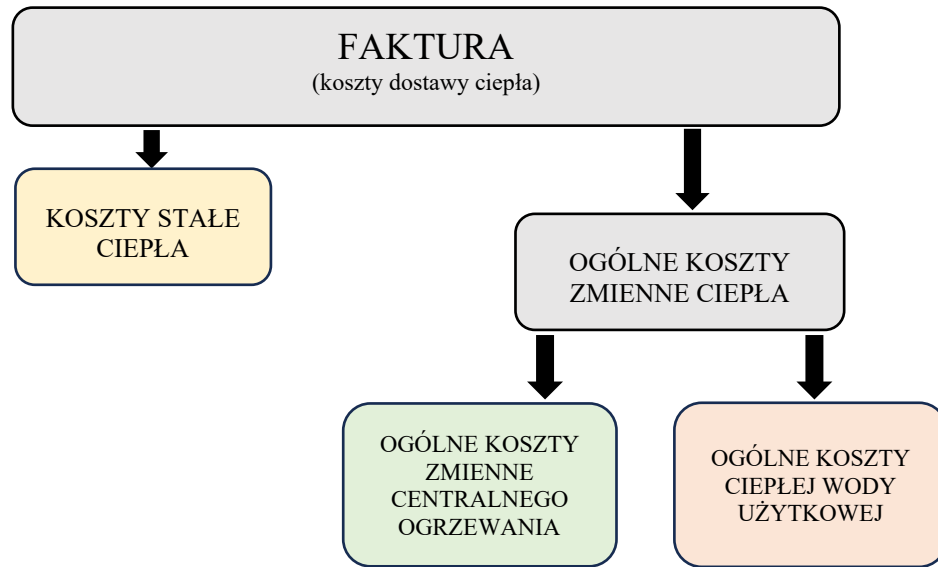 FAKTURA
(koszty dostawy ciepła)
KOSZTY STAŁE
CIEPŁA
OGÓLNE KOSZTY
ZMIENNE CIEPŁA
OGÓLNE KOSZTY
ZMIENNE
CENTRALNEGO
OGRZEWANIA
OGÓLNE KOSZTY
CIEPŁEJ WODY
UŻYTKOWEJ